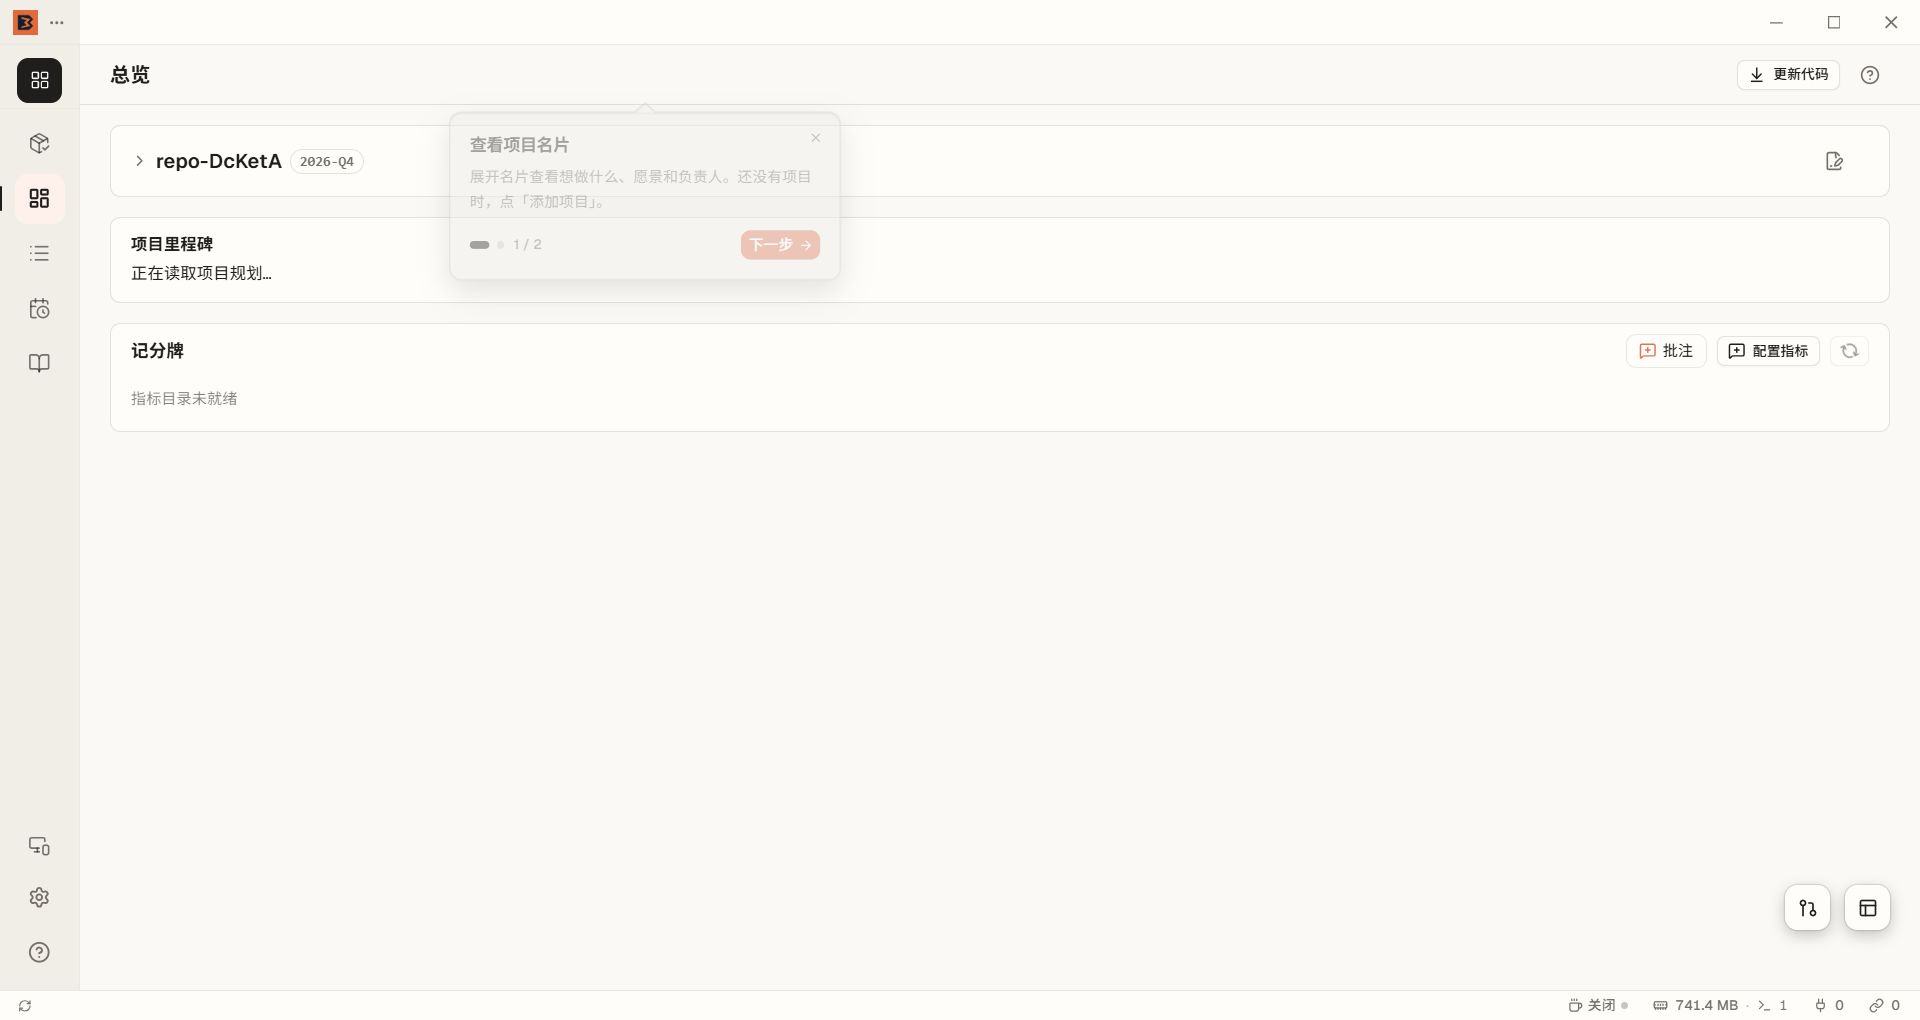 总览
更新代码
repo-DcKetA
2026-Q4
查看项目名片
展开名片查看想做什么、愿景和负责人。还没有项目
时，点「添加项目」。
1 / 2
下一步
项目里程碑
正在读取项目规划...
记分牌
批注
配置指标
指标目录未就绪
关闭
741.4 MB · 1
0
0